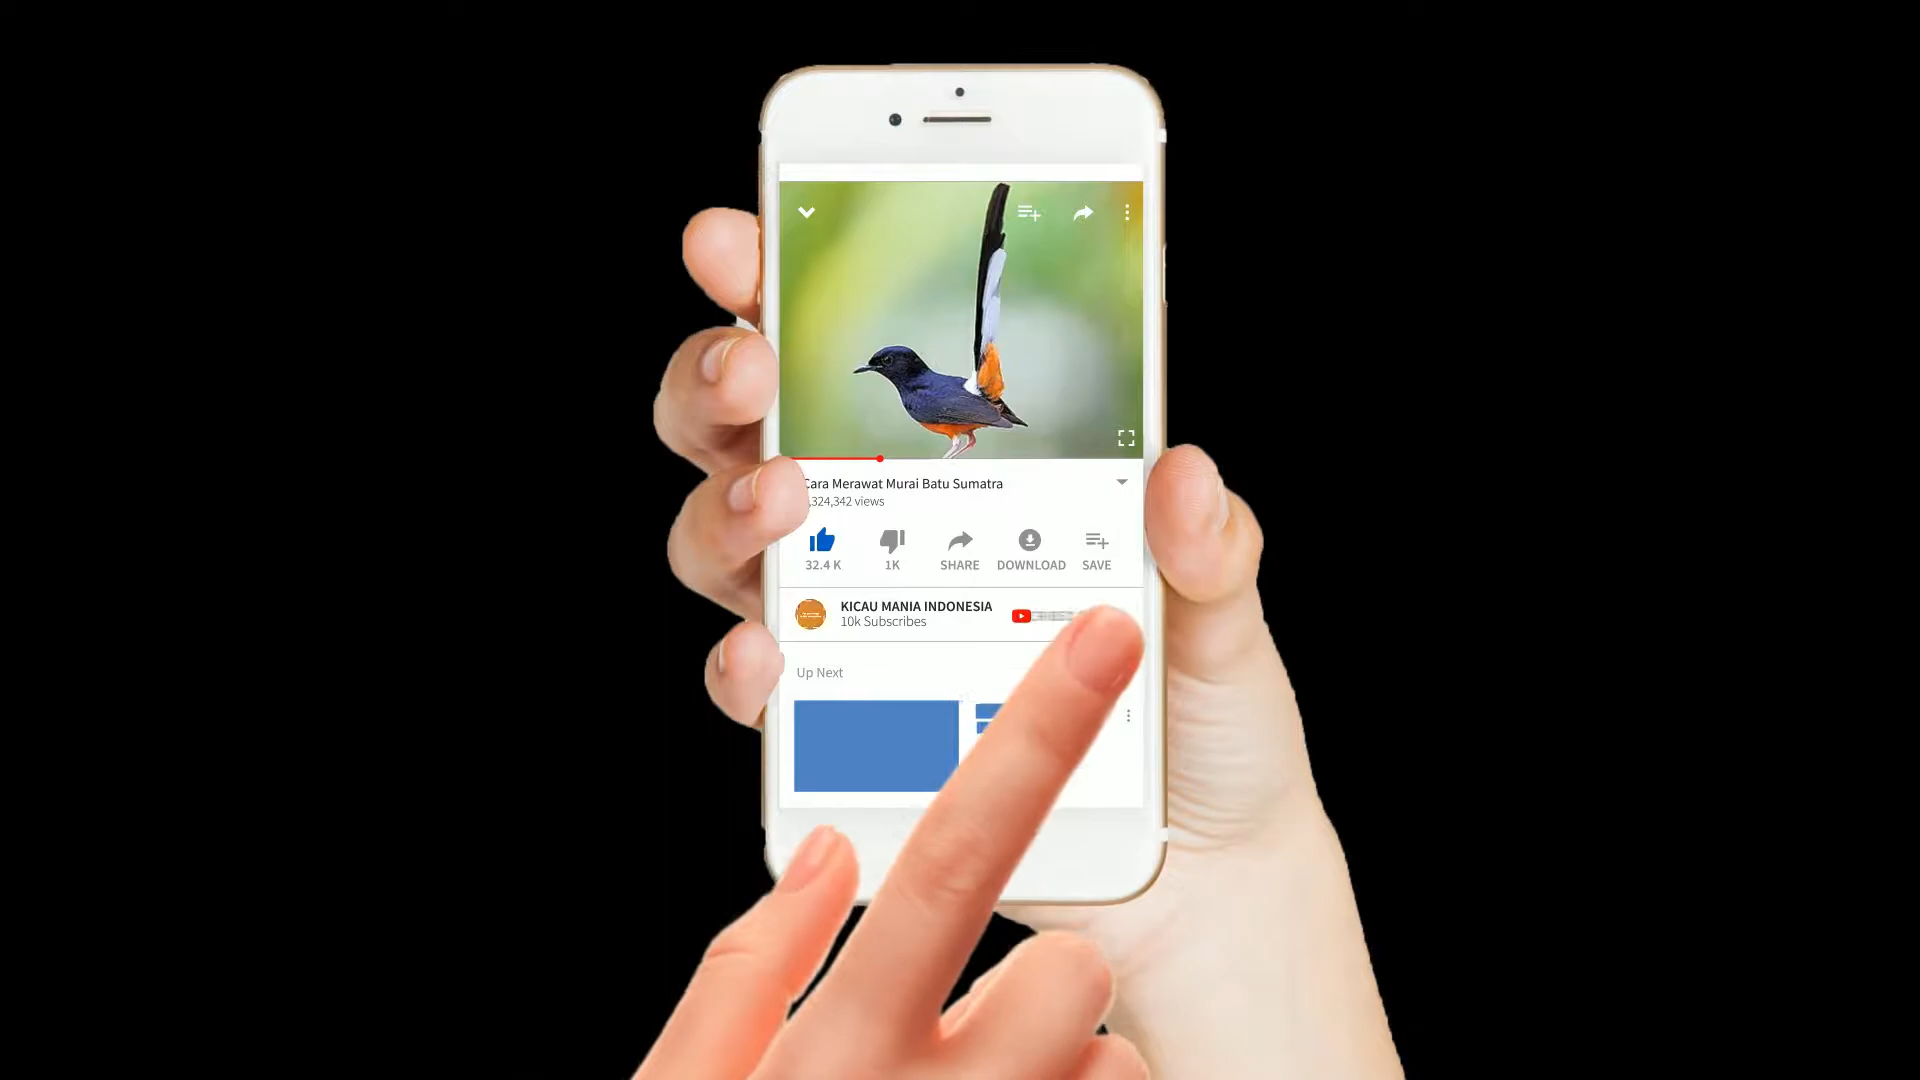 Cara Merawat Murai Batu Sumatra
,324,342 views
32.4 K
1K
SHARE
DOWNLOAD
SAVE
KICAU MANIA INDONESIA
10k Subscribes
Up Next